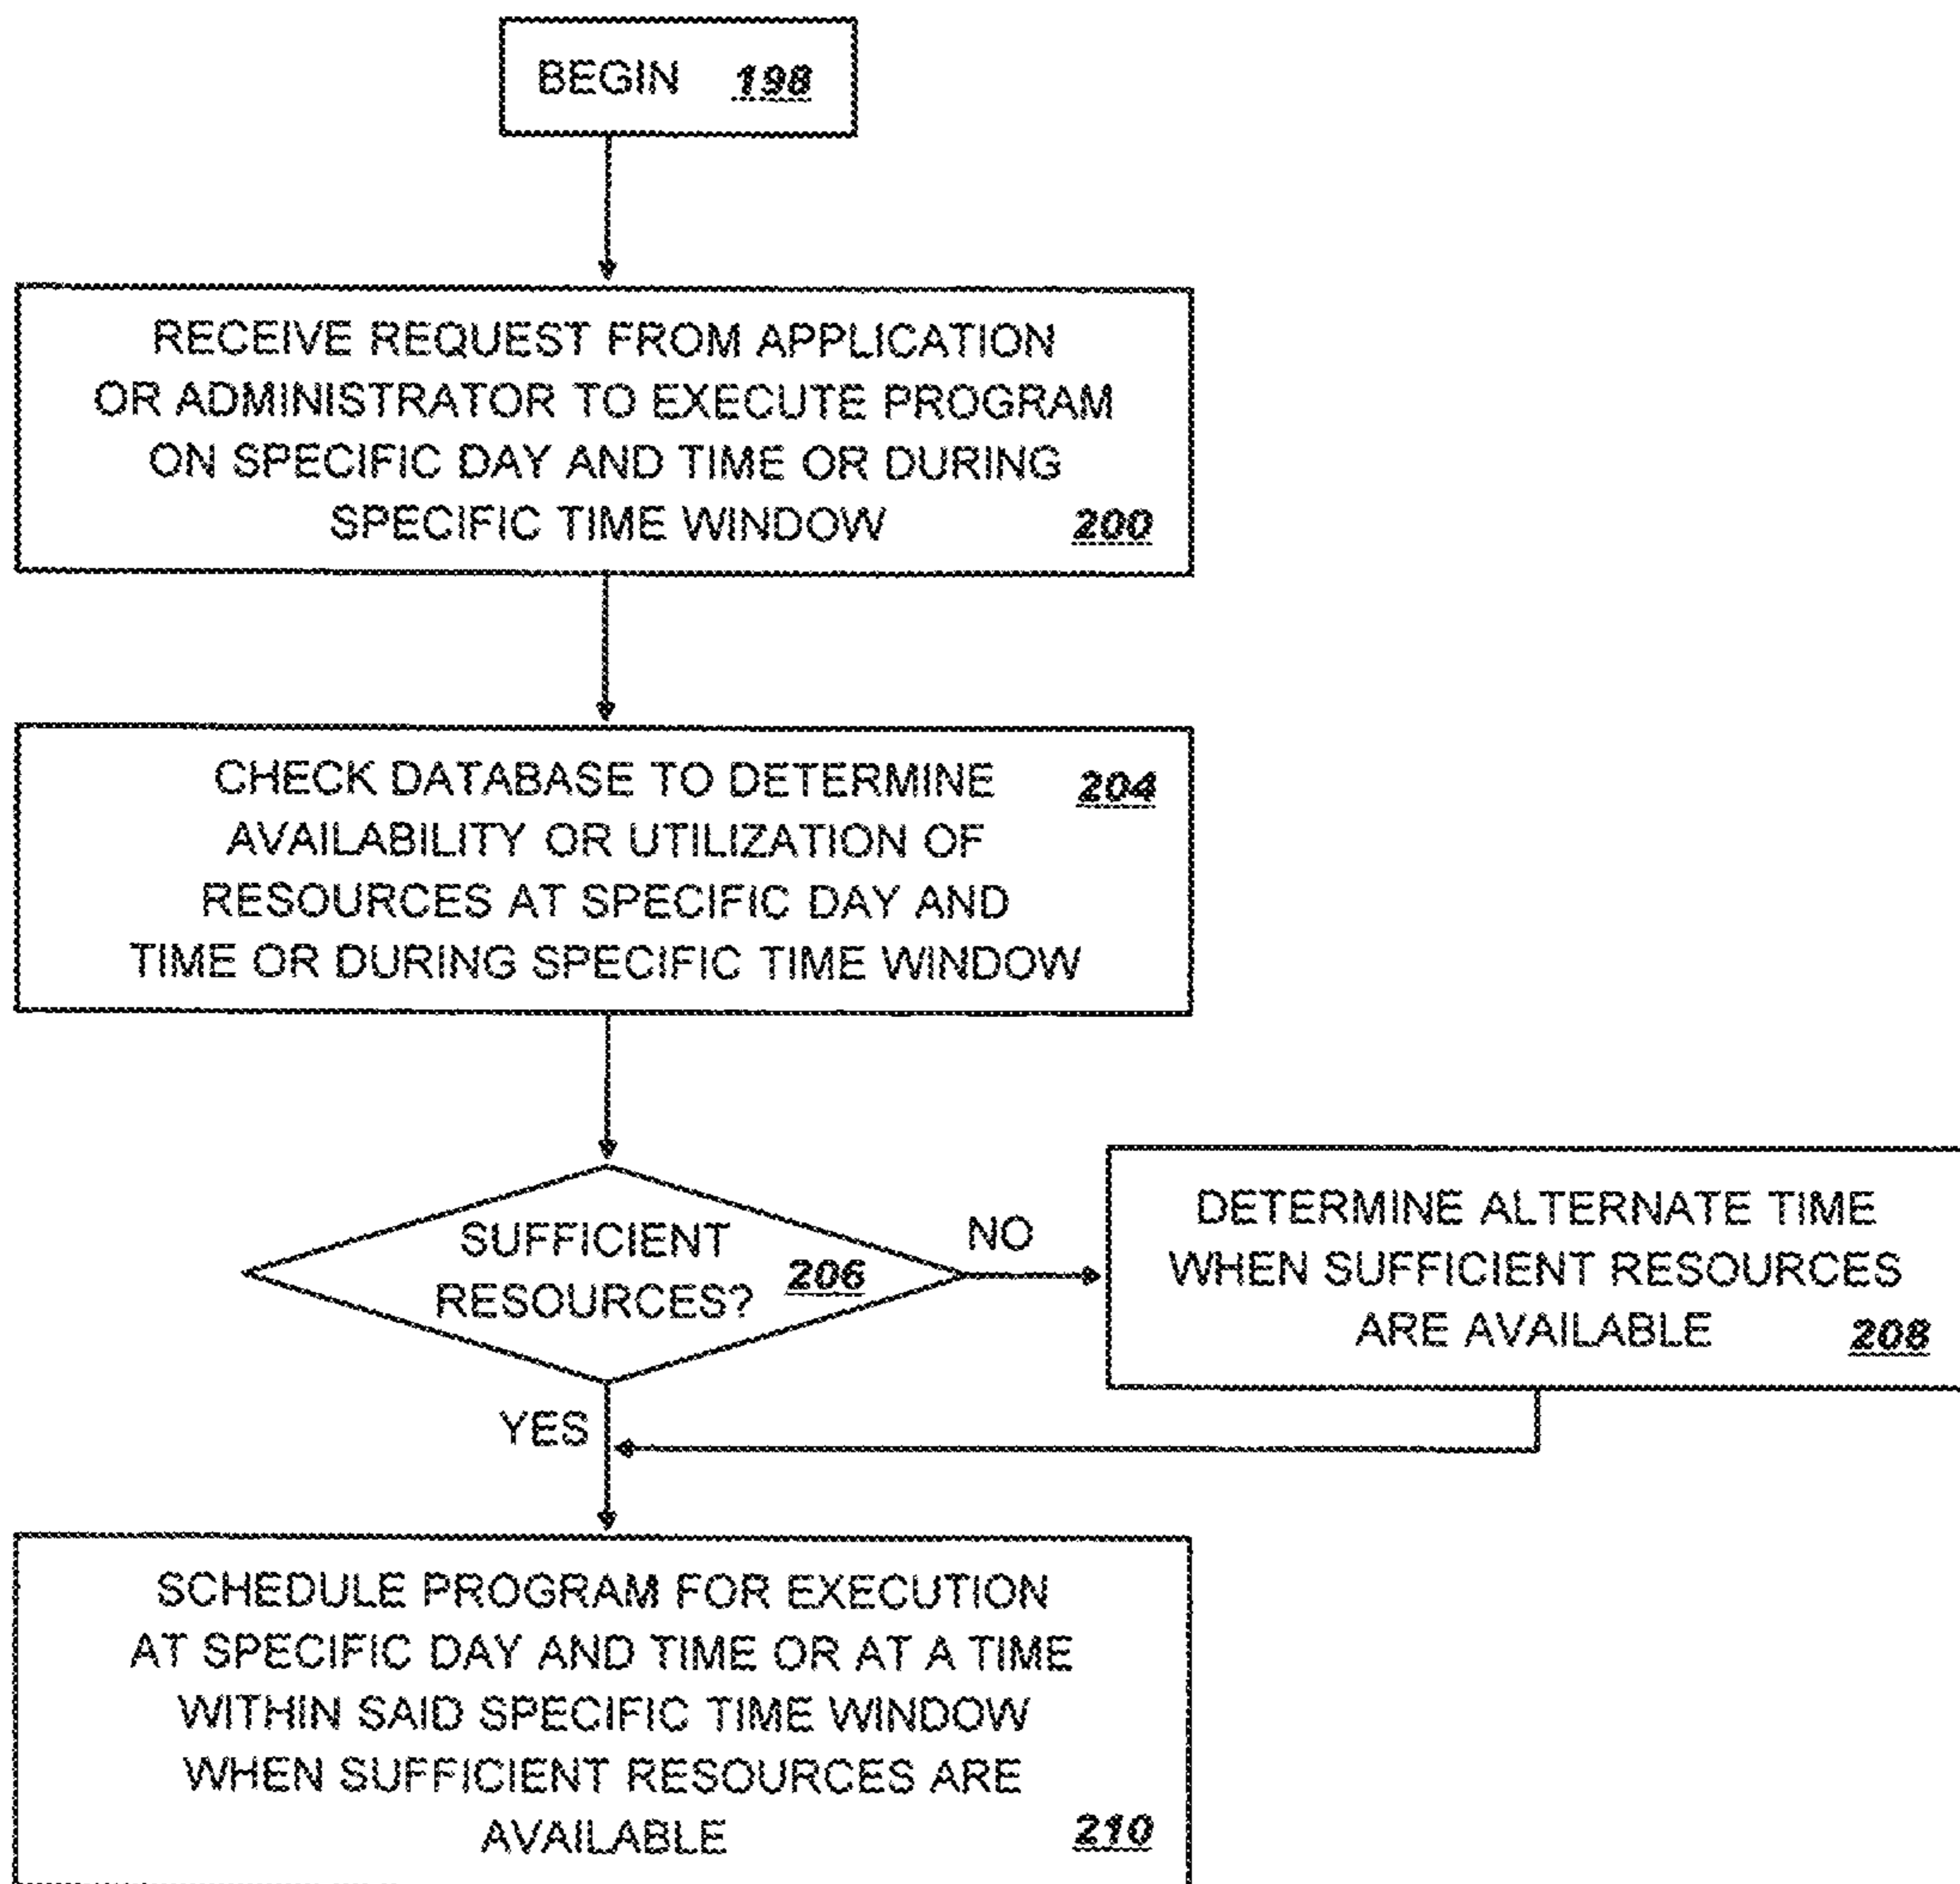 BEGIN 198
RECEIVE REQUEST FROM APPLICATION
OR ADMINISTRATOR TO EXECUTE PROGRAM
ON SPECIFIC DAY AND TIME OR DURING
SPECIFIC TIME WINDOW 200
CHECK DATABASE TO DETERMINE 204
AVAILABILITY OR UTILIZATION OF
RESOURCES AT SPECIFIC DAY AND
TIME OR DURING SPECIFIC TIME WINDOW
SUFFICIENT
RESOURCES? 206
NO
DETERMINE ALTERNATE TIME
WHEN SUFFICIENT RESOURCES
ARE AVAILABLE 208
YES
SCHEDULE PROGRAM FOR EXECUTION
AT SPECIFIC DAY AND TIME OR AT A TIME
WITHIN SAID SPECIFIC TIME WINDOW
WHEN SUFFICIENT RESOURCES ARE
AVAILABLE 210